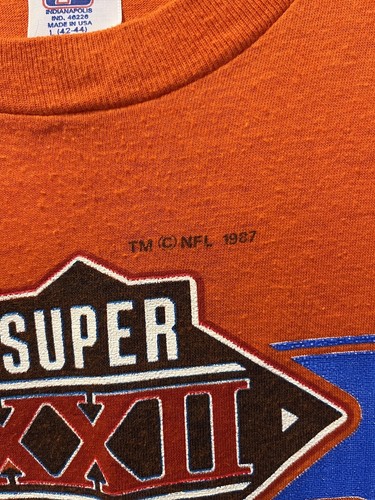 INDIANAPOLIS
IND. 46226
MADE IN USA
L (42-44)
TM (C) NFL 1987
SUPER
XXII